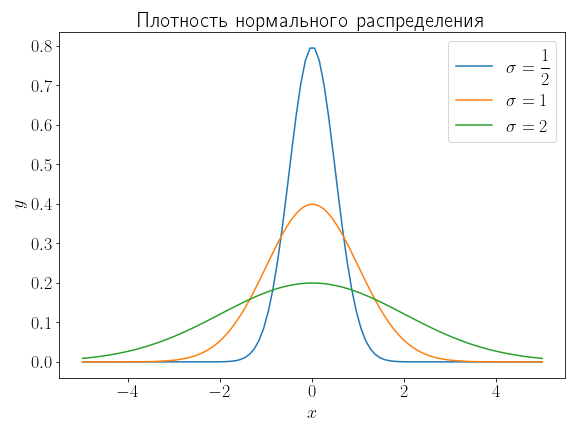 Плотность нормального распределения
σ = 1/2
σ = 1
σ = 2
0.8
0.7
0.6
0.5
0.4
0.3
0.2
0.1
0.0
y
−4 −2 0 2 4
x